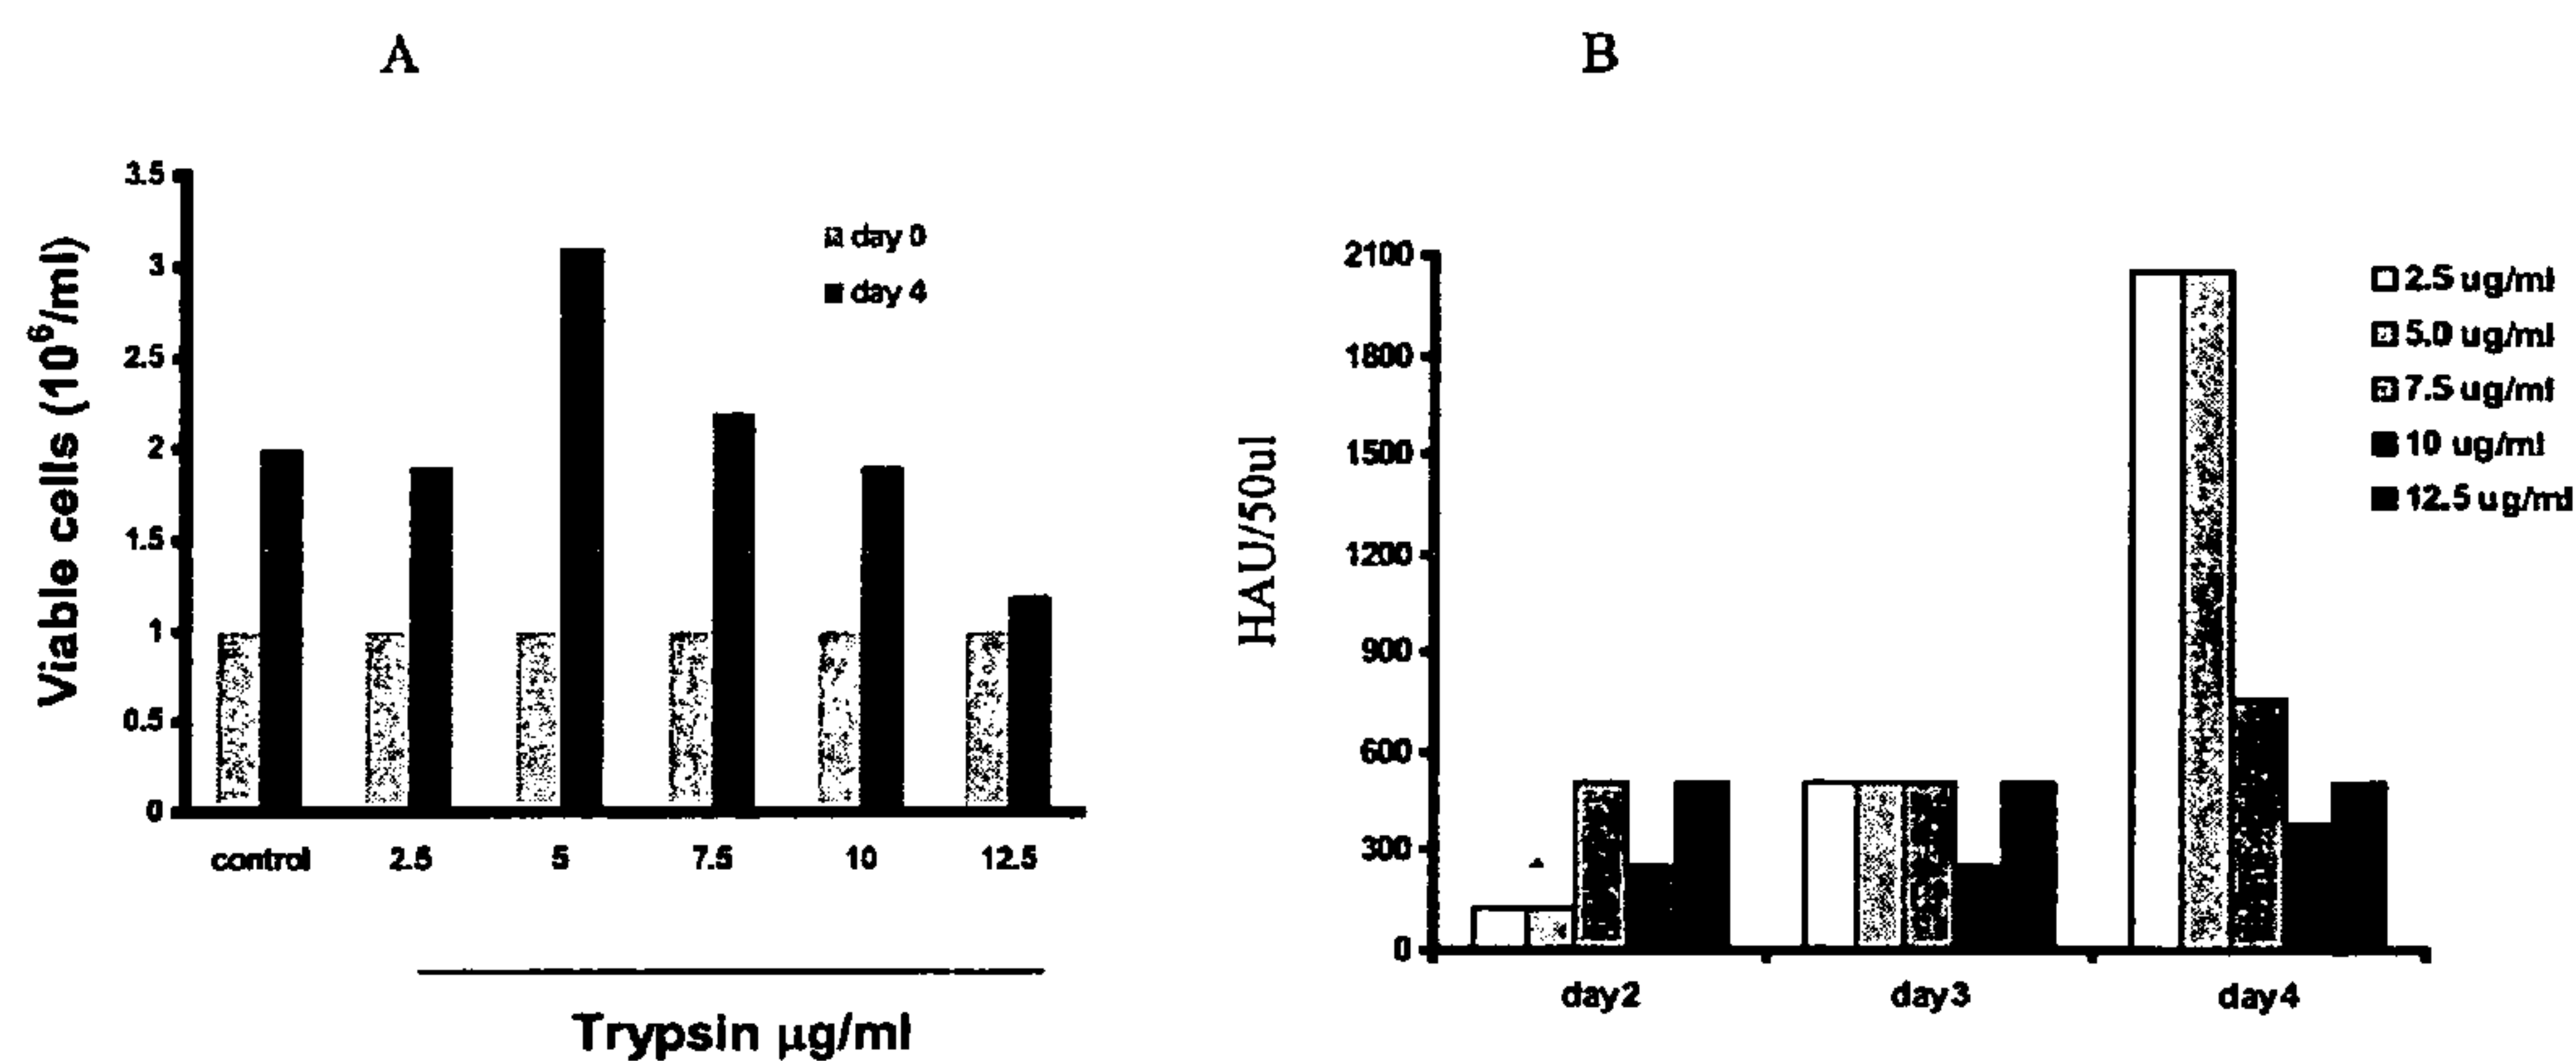 A
3.5
3
2.5
2
1.5
1
0.5
0
Viable cells (10⁶/ml)
day 0
day 4
control 2.5 5 7.5 10 12.5
Trypsin μg/ml
B
2100
1800
1500
1200
900
600
300
0
HAU/50ul
2.5 ug/ml
5.0 ug/ml
7.5 ug/ml
10 ug/ml
12.5 ug/ml
day2 day3 day4